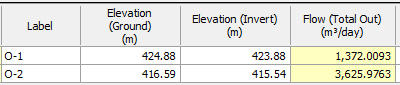 Label Elevation (Ground) (m) Elevation (Invert) (m) Flow (Total Out) (m³/day)
O-1 424.88 423.88 1,372.0093
O-2 416.59 415.54 3,625.9763